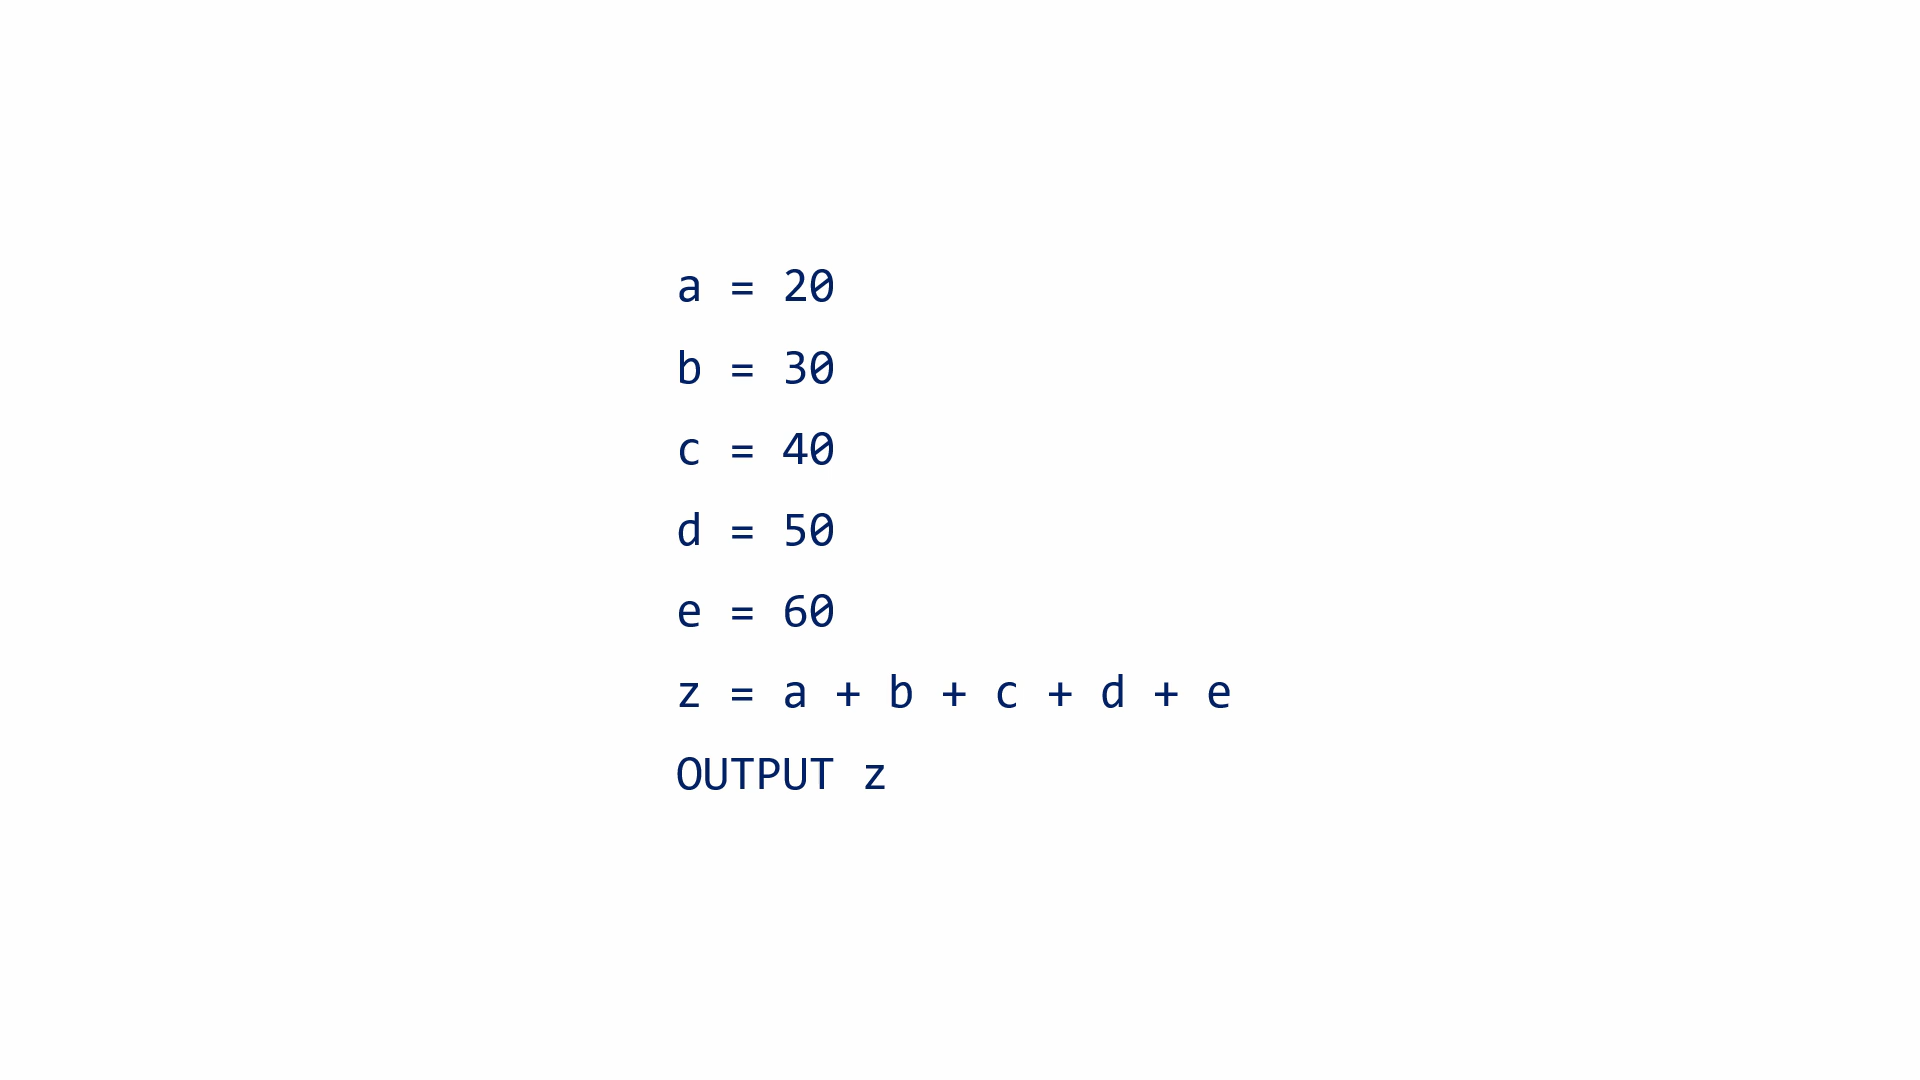 a = 20
b = 30
c = 40
d = 50
e = 60
z = a + b + c + d + e
OUTPUT z